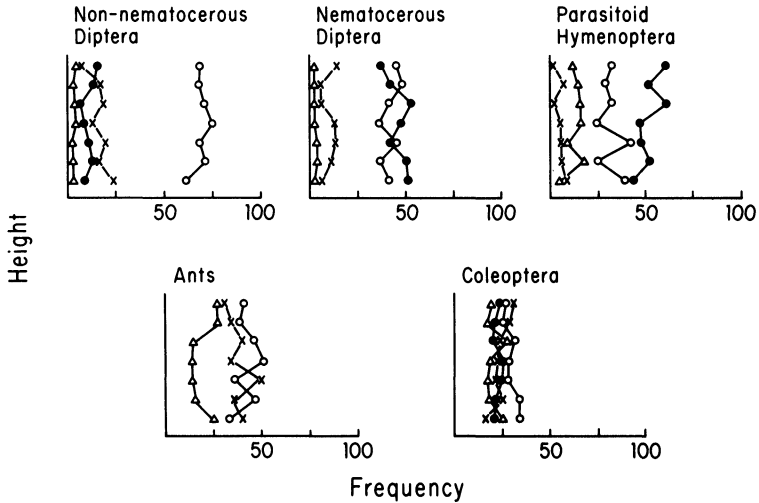 Non-nematocerous
Diptera
Nematocerous
Diptera
Parasitoid
Hymenoptera
50
100
50
100
50
100
Height
Ants
Coleoptera
50
100
50
100
Frequency